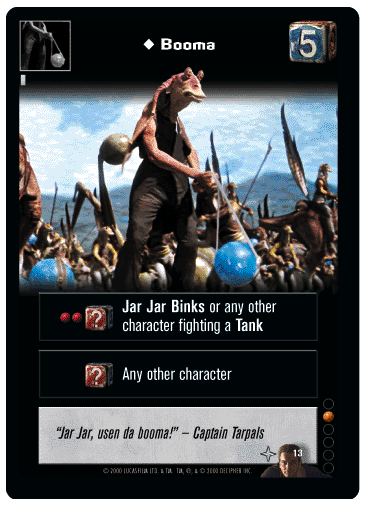 ◆ Booma
5
? Jar Jar Binks or any other
character fighting a Tank
? Any other character
“Jar Jar, usen da booma!” – Captain Tarpals
13
© 2000 LUCASFILM LTD. & TM. TM, ®, & © 2000 DECIPHER INC.